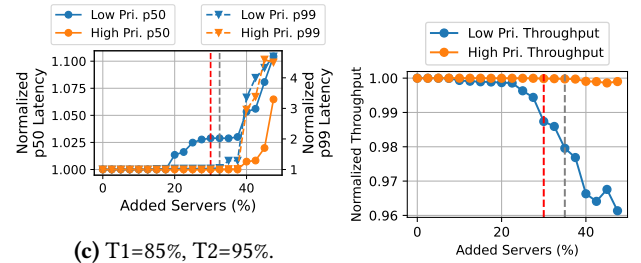 Low Pri. p50
High Pri. p50
Low Pri. p99
High Pri. p99
Normalized
p50 Latency
1.100
1.075
1.050
1.025
1.000
0
20
40
Added Servers (%)
4
3
2
1
Normalized
p99 Latency
(c) T1=85%, T2=95%.
Low Pri. Throughput
High Pri. Throughput
Normalized Throughput
1.00
0.99
0.98
0.97
0.96
0
20
40
Added Servers (%)